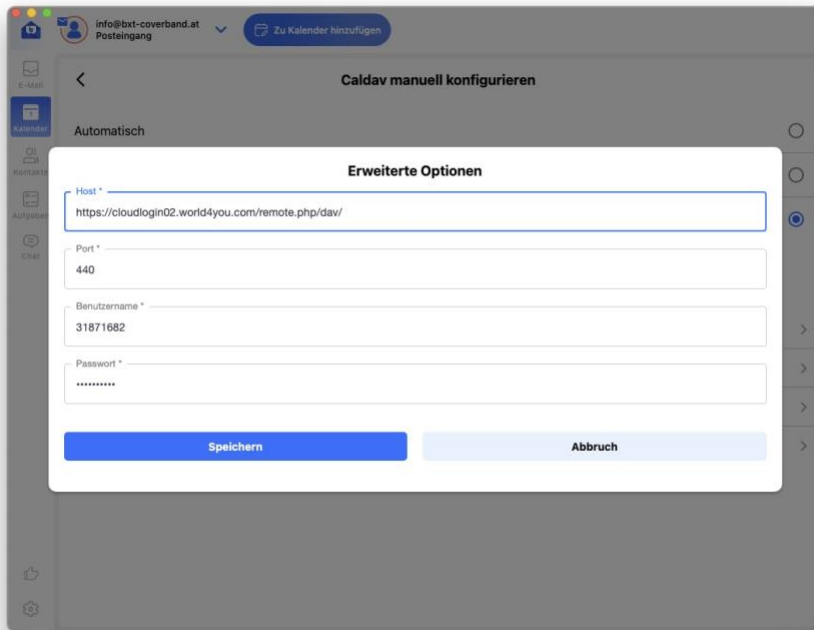 info@bxt-coverband.at
Posteingang
Zu Kalender hinzufügen
E-Mail
Kalender
Kontakte
Aufgaben
Chat
Caldav manuell konfigurieren
Automatisch
Erweiterte Optionen
Host *
https://cloudlogin02.world4you.com/remote.php/dav/
Port *
440
Benutzername *
31871682
Passwort *
••••••••••
Speichern
Abbruch